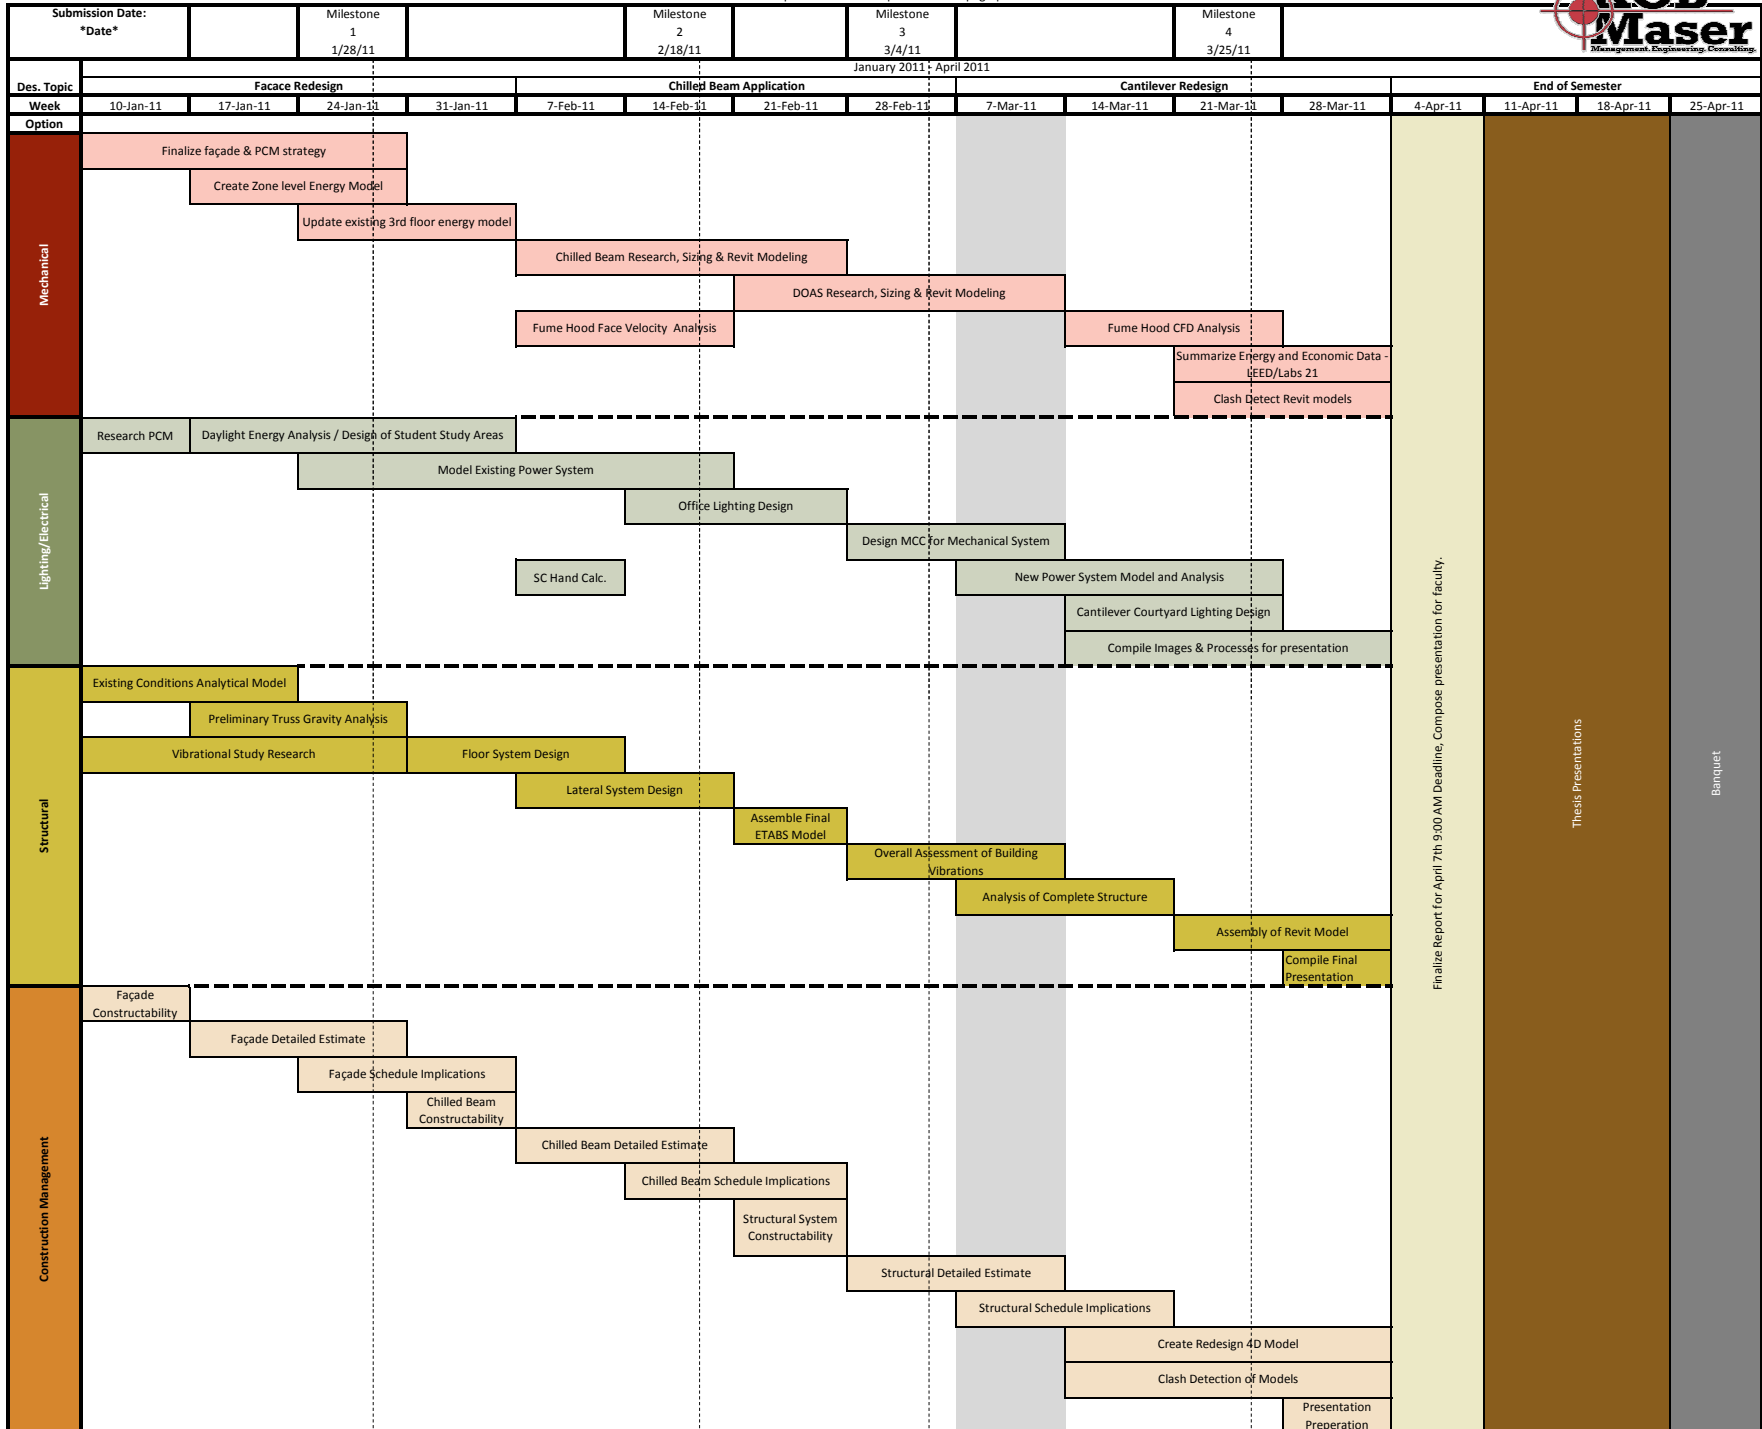 Submission Date:
*Date*
Milestone
1
1/28/11
Milestone
2
2/18/11
Milestone
3
3/4/11
Milestone
4
3/25/11
Maser
Management. Engineering. Consulting.
January 2011 - April 2011
Des. Topic
Facace Redesign
Chilled Beam Application
Cantilever Redesign
End of Semester
Week
10-Jan-11
17-Jan-11
24-Jan-11
31-Jan-11
7-Feb-11
14-Feb-11
21-Feb-11
28-Feb-11
7-Mar-11
14-Mar-11
21-Mar-11
28-Mar-11
4-Apr-11
11-Apr-11
18-Apr-11
25-Apr-11
Option
Mechanical
Finalize façade & PCM strategy
Create Zone level Energy Model
Update existing 3rd floor energy model
Chilled Beam Research, Sizing & Revit Modeling
DOAS Research, Sizing & Revit Modeling
Fume Hood Face Velocity Analysis
Fume Hood CFD Analysis
Summarize Energy and Economic Data -
LEED/Labs 21
Clash Detect Revit models
Lighting/Electrical
Research PCM
Daylight Energy Analysis / Design of Student Study Areas
Model Existing Power System
Office Lighting Design
Design MCC for Mechanical System
SC Hand Calc.
New Power System Model and Analysis
Cantilever Courtyard Lighting Design
Compile Images & Processes for presentation
Structural
Existing Conditions Analytical Model
Preliminary Truss Gravity Analysis
Vibrational Study Research
Floor System Design
Lateral System Design
Assemble Final
ETABS Model
Overall Assessment of Building
Vibrations
Analysis of Complete Structure
Assembly of Revit Model
Compile Final
Presentation
Construction Management
Façade
Constructability
Façade Detailed Estimate
Façade Schedule Implications
Chilled Beam
Constructability
Chilled Beam Detailed Estimate
Chilled Beam Schedule Implications
Structural System
Constructability
Structural Detailed Estimate
Structural Schedule Implications
Create Redesign 4D Model
Clash Detection of Models
Presentation
Preperation
Finalize Report for April 7th 9:00 AM Deadline, Compose presentation for faculty.
Thesis Presentations
Banquet